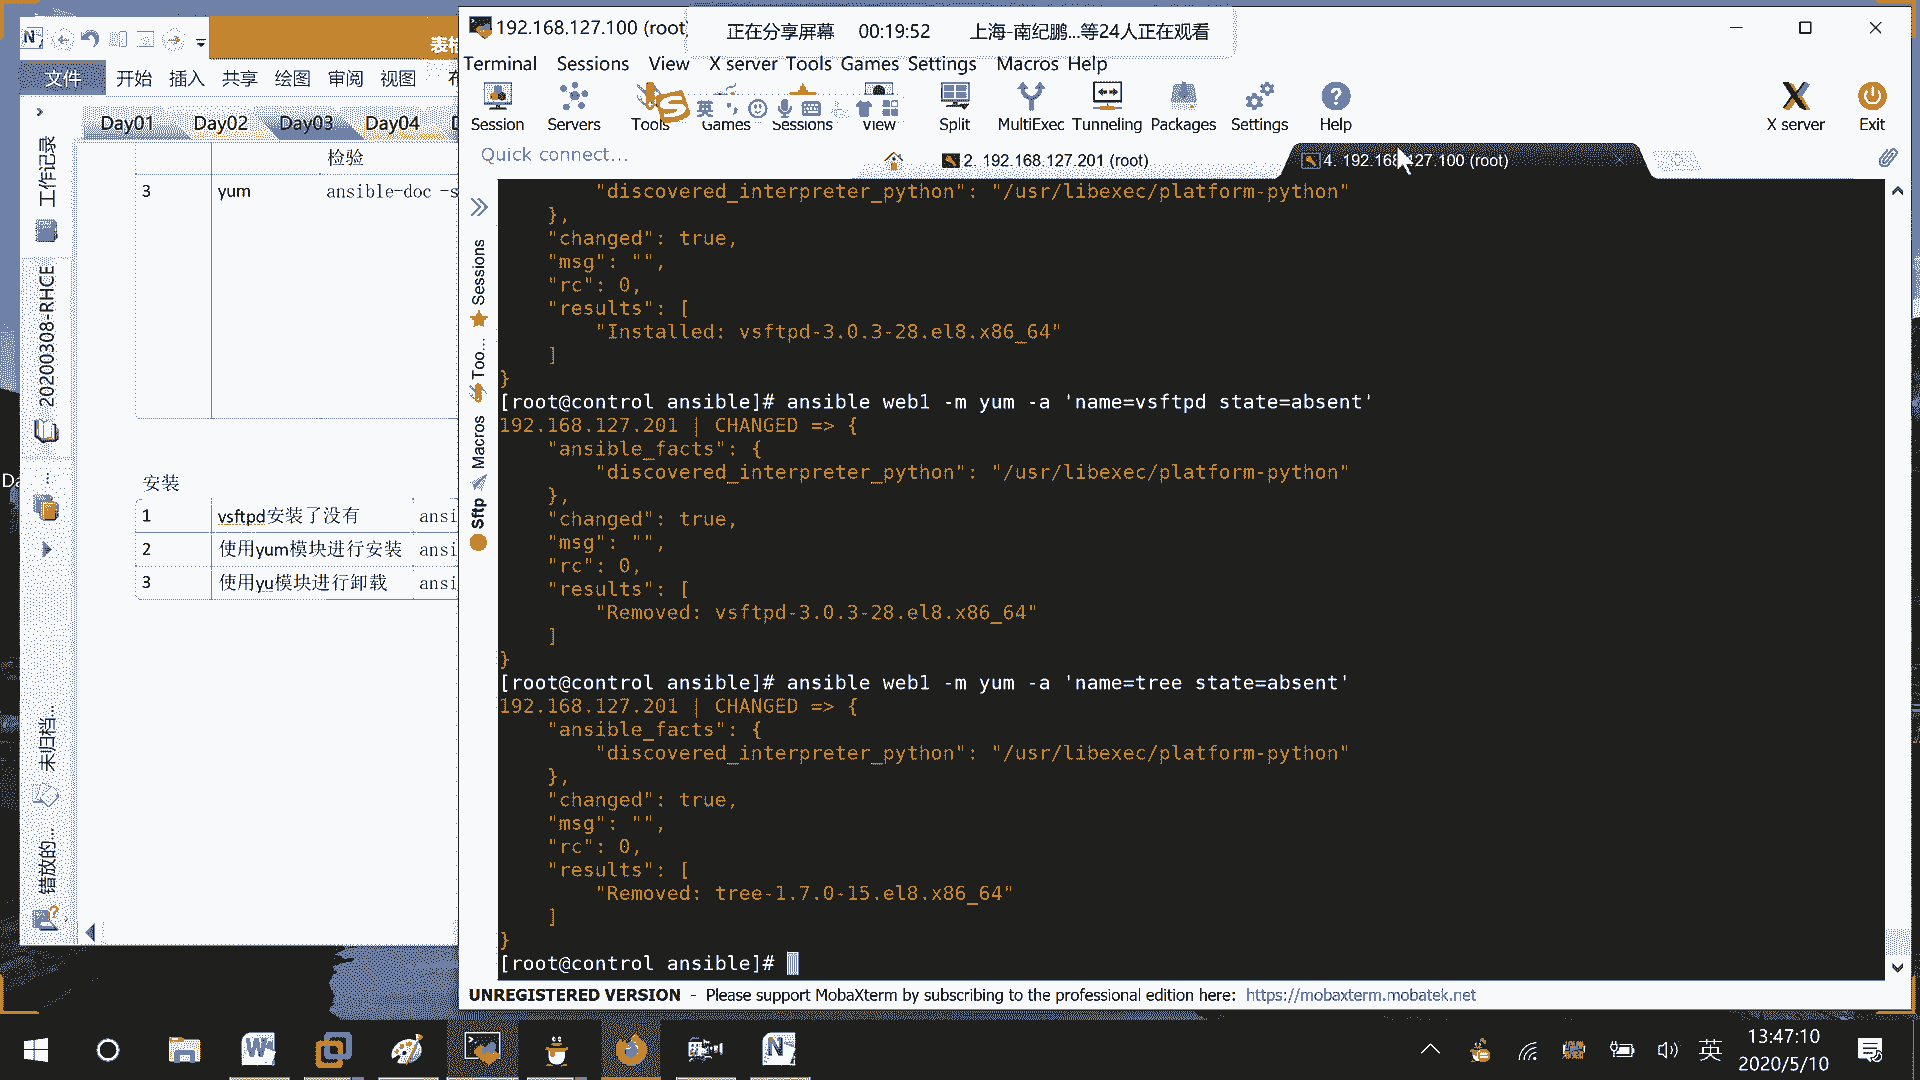 表格
文件
开始 插入 共享 绘图 审阅 视图
Day01 Day02 Day03 Day04
检验
3 yum ansible-doc -s
安装
1 vsftpd安装了没有 ansi
2 使用yum模块进行安装 ansi
3 使用yu模块进行卸载 ansi
工作记录
20200308-RHCE
未归档...
错放的...
192.168.127.100 (root
正在分享屏幕 00:19:52 上海-南纪鹏...等24人正在观看
Terminal Sessions View X server Tools Games Settings Macros Help
Session Servers Tools Games Sessions View Split MultiExec Tunneling Packages Settings Help
X server Exit
英
Quick connect...
2. 192.168.127.201 (root)
4. 192.168.127.100 (root)
Sessions
Too...
Macros
Sftp
"discovered_interpreter_python": "/usr/libexec/platform-python"
},
"changed": true,
"msg": "",
"rc": 0,
"results": [
"Installed: vsftpd-3.0.3-28.el8.x86_64"
]
}
[root@control ansible]# ansible web1 -m yum -a 'name=vsftpd state=absent'
192.168.127.201 | CHANGED => {
"ansible_facts": {
"discovered_interpreter_python": "/usr/libexec/platform-python"
},
"changed": true,
"msg": "",
"rc": 0,
"results": [
"Removed: vsftpd-3.0.3-28.el8.x86_64"
]
}
[root@control ansible]# ansible web1 -m yum -a 'name=tree state=absent'
192.168.127.201 | CHANGED => {
"ansible_facts": {
"discovered_interpreter_python": "/usr/libexec/platform-python"
},
"changed": true,
"msg": "",
"rc": 0,
"results": [
"Removed: tree-1.7.0-15.el8.x86_64"
]
}
[root@control ansible]#
UNREGISTERED VERSION - Please support MobaXterm by subscribing to the professional edition here: https://mobaxterm.mobatek.net
英
13:47:10
2020/5/10